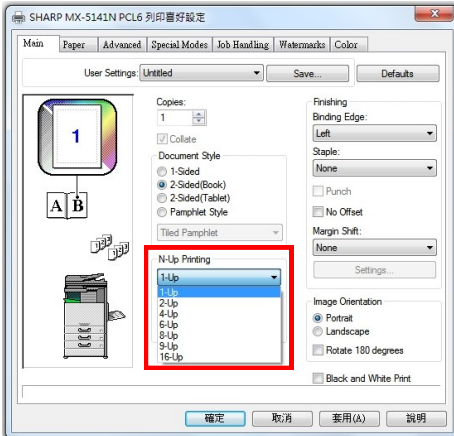 SHARP MX-5141N PCL6 列印喜好設定
Main Paper Advanced Special Modes Job Handling Watermarks Color
User Settings: Untitled Save... Defaults
1
A B
123 123
Copies:
1
Collate
Document Style
1-Sided
2-Sided(Book)
2-Sided(Tablet)
Pamphlet Style
Tiled Pamphlet
N-Up Printing
1-Up
1-Up
2-Up
4-Up
6-Up
8-Up
9-Up
16-Up
Finishing
Binding Edge:
Left
Staple:
None
Punch
No Offset
Margin Shift:
None
Settings...
Image Orientation
Portrait
Landscape
Rotate 180 degrees
Black and White Print
確定 取消 套用(A) 說明